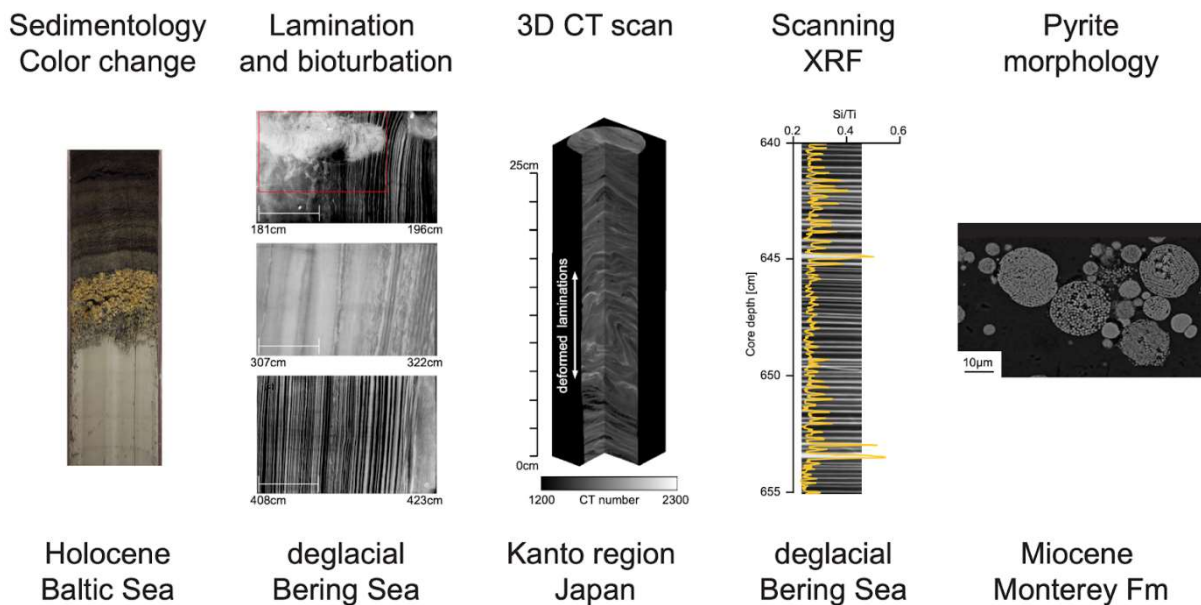 Sedimentology
Color change
Lamination
and bioturbation
3D CT scan
Scanning
XRF
Pyrite
morphology
181cm 196cm
307cm 322cm
408cm 423cm
25cm
deformed laminations
0cm
1200 CT number 2300
Si/Ti
0.2 0.4 0.6
640
645
Core depth [cm]
650
655
10µm
Holocene
Baltic Sea
deglacial
Bering Sea
Kanto region
Japan
deglacial
Bering Sea
Miocene
Monterey Fm